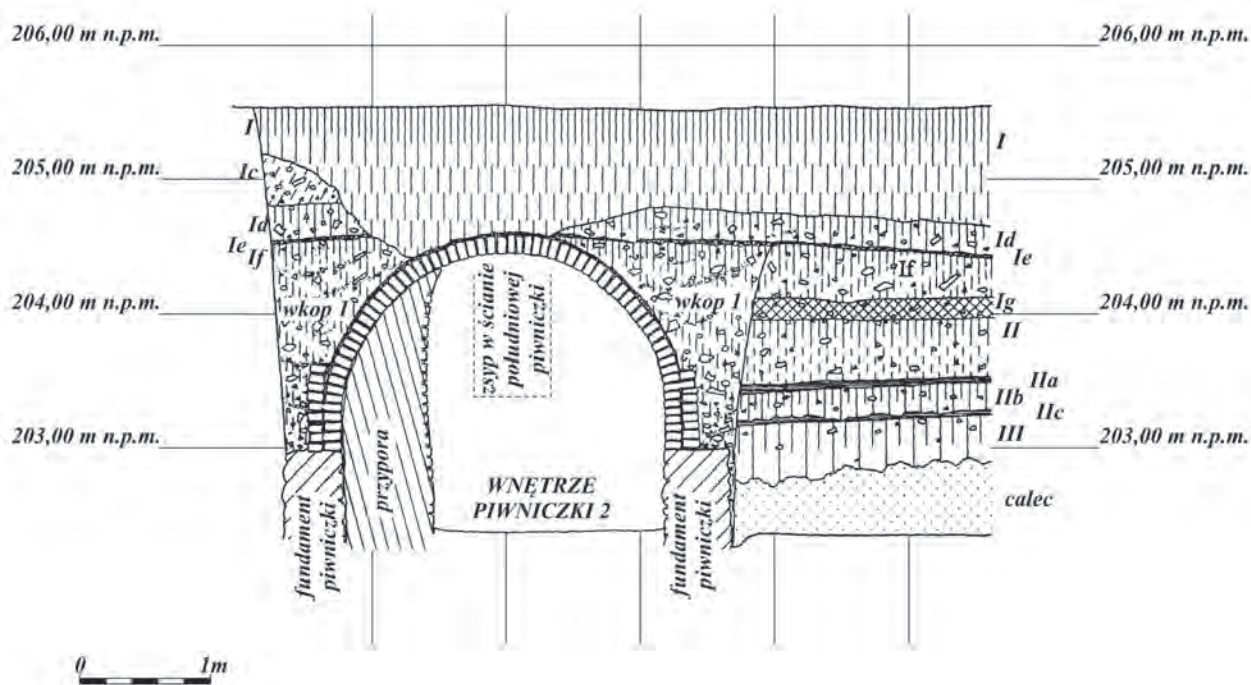 206,00 m n.p.m.
206,00 m n.p.m.
I
I
205,00 m n.p.m.
205,00 m n.p.m.
Ic
Id
Id
Ie
Ie
If
If
204,00 m n.p.m.
204,00 m n.p.m.
Ig
II
wkop 1
wkop 1
zsyp w ścianie
południowej
piwniczki
IIa
IIb
IIc
III
203,00 m n.p.m.
203,00 m n.p.m.
przypora
WNĘTRZE
PIWNICZKI 2
calec
fundament
piwniczki
fundament
piwniczki
0 1m